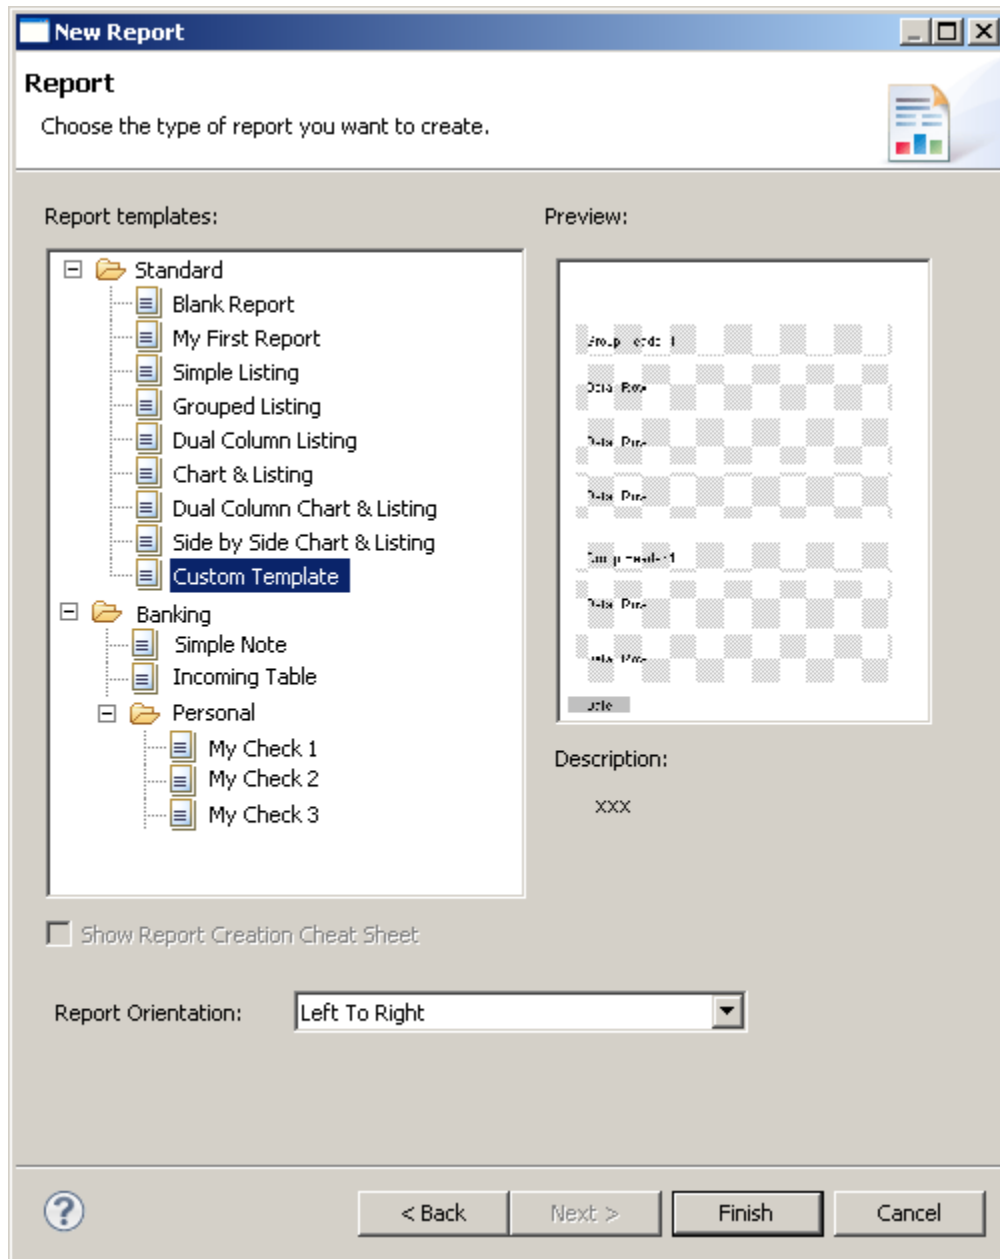 New Report
Report
Choose the type of report you want to create.
Report templates:
Standard
Blank Report
My First Report
Simple Listing
Grouped Listing
Dual Column Listing
Chart & Listing
Dual Column Chart & Listing
Side by Side Chart & Listing
Custom Template
Banking
Simple Note
Incoming Table
Personal
My Check 1
My Check 2
My Check 3
Preview:
Description:
xxx
Show Report Creation Cheat Sheet
Report Orientation:
Left To Right
?
< Back
Next >
Finish
Cancel